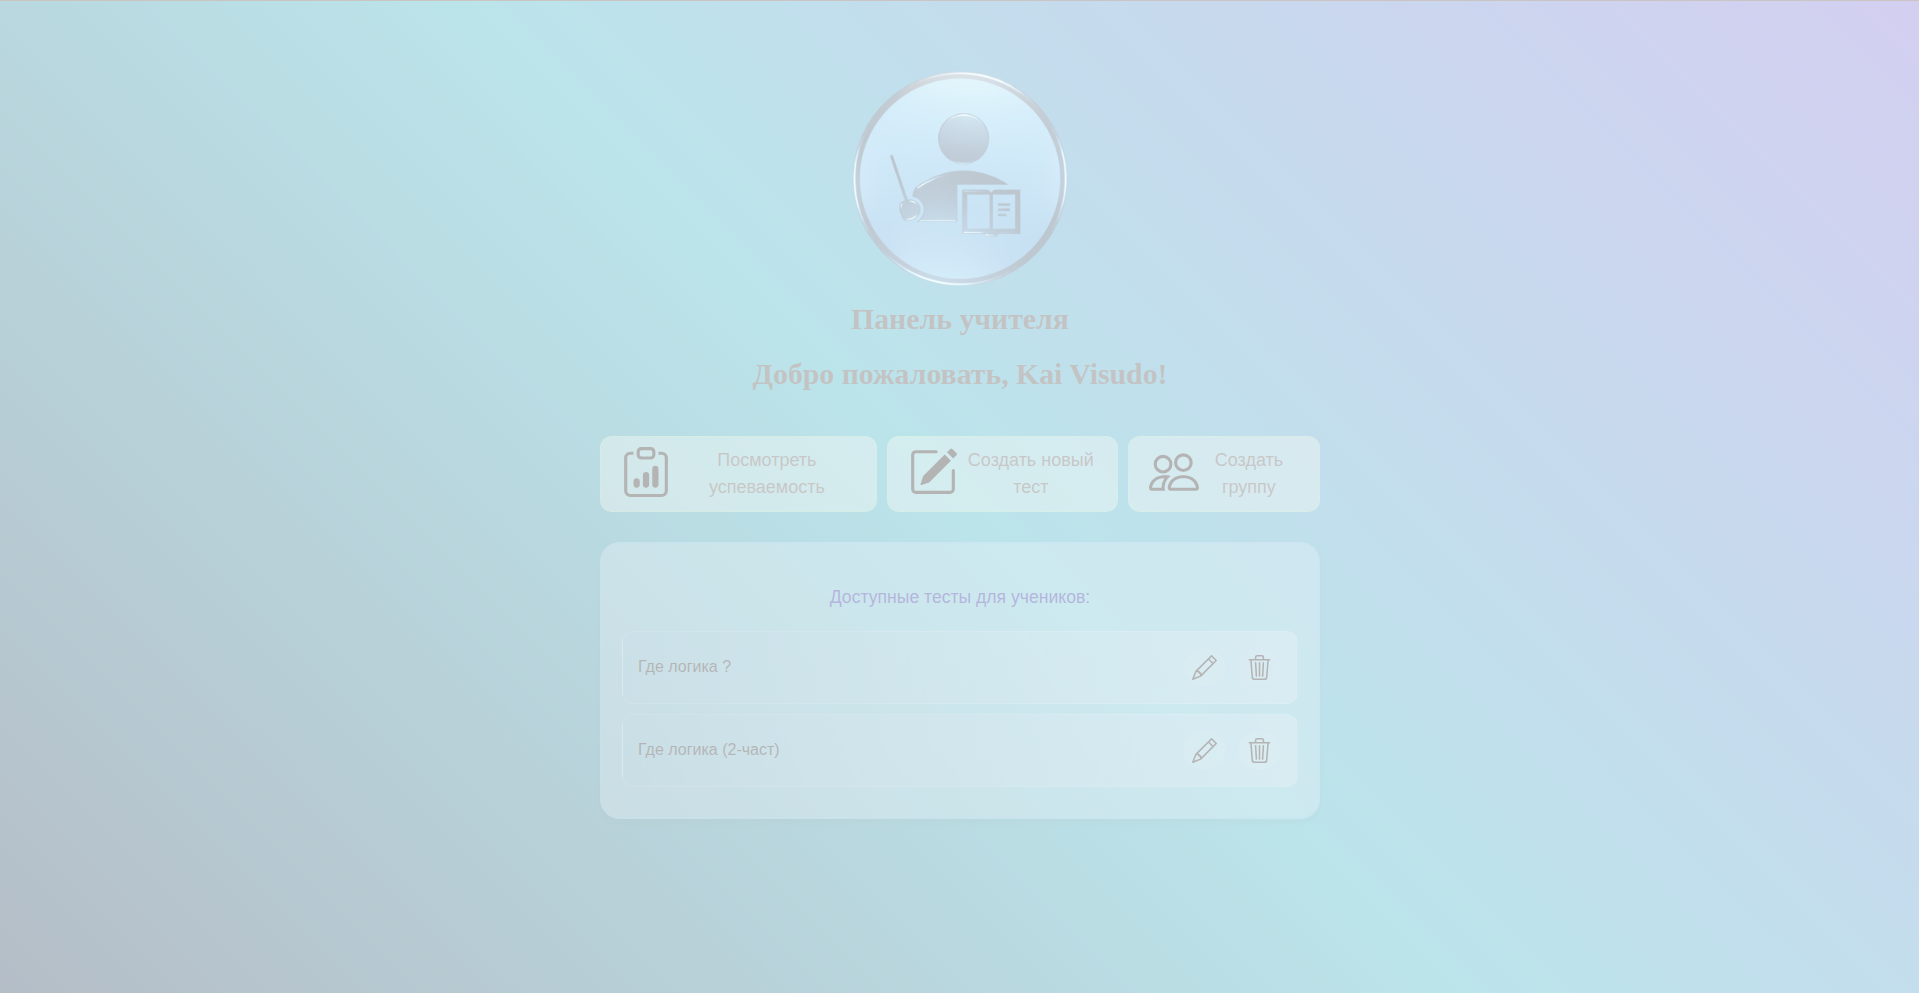 Панель учителя
Добро пожаловать, Kai Visudo!
Посмотреть
успеваемость
Создать новый
тест
Создать
группу
Доступные тесты для учеников:
Где логика ?
Где логика (2-част)